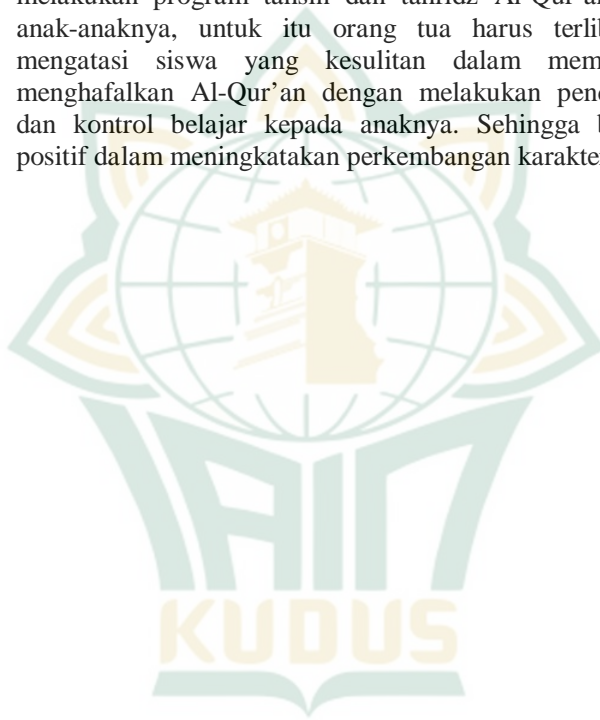 melakukan program tahsin dan tahfidz Al-Qur'a
anak-anaknya, untuk itu orang tua harus terlib
mengatasi siswa yang kesulitan dalam mem
menghafalkan Al-Qur'an dengan melakukan
dan kontrol belajar kepada anaknya. Sehingga b
positif dalam meningkatakan perkembangan karakte
IAIN
KUDUS